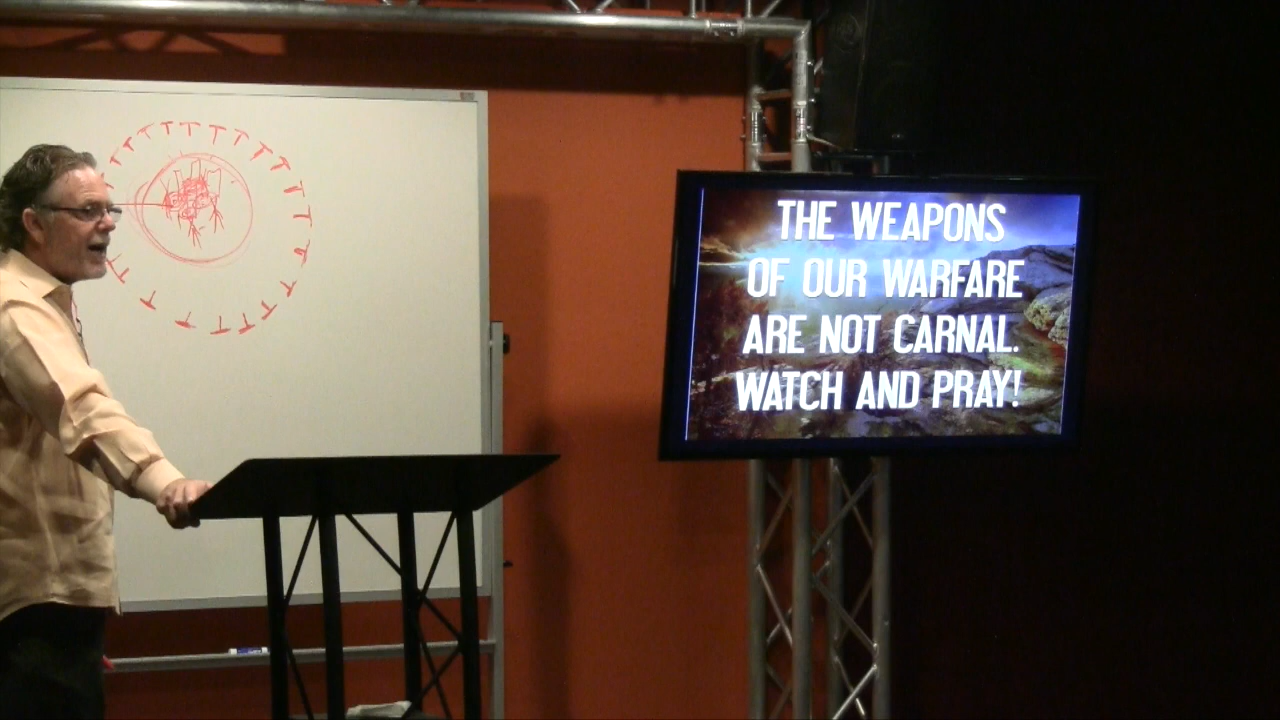 THE WEAPONS
OF OUR WARFARE
ARE NOT CARNAL.
WATCH AND PRAY!